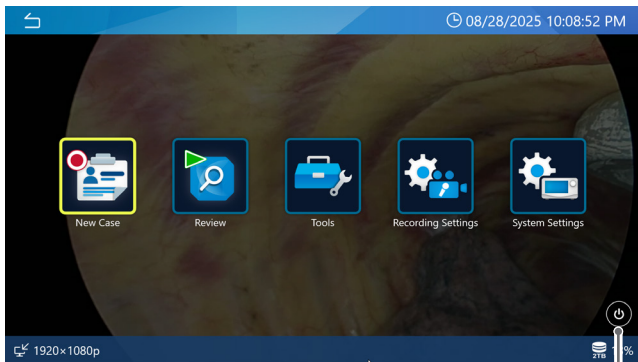 08/28/2025 10:08:52 PM
New Case
Review
Tools
Recording Settings
System Settings
1920×1080p
2TB
%